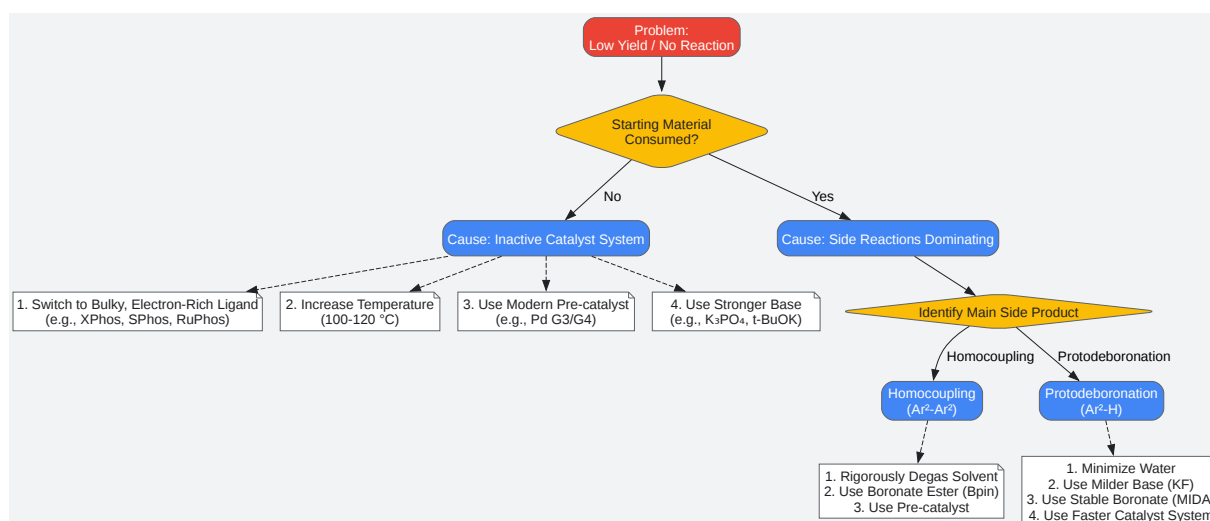 Problem:
Low Yield / No Reaction
Starting Material
Consumed?
No
Yes
Cause: Inactive Catalyst System
Cause: Side Reactions Dominating
1. Switch to Bulky, Electron-Rich Ligand
(e.g., XPhos, SPhos, RuPhos)
2. Increase Temperature
(100-120 °C)
3. Use Modern Pre-catalyst
(e.g., Pd G3/G4)
4. Use Stronger Base
(e.g., K₃PO₄, t-BuOK)
Identify Main Side Product
Homocoupling
Protodeboronation
Homocoupling
(Ar²-Ar²)
Protodeboronation
(Ar²-H)
1. Rigorously Degas Solvent
2. Use Boronate Ester (Bpin)
3. Use Pre-catalyst
1. Minimize Water
2. Use Milder Base (KF)
3. Use Stable Boronate (MIDA
4. Use Faster Catalyst System